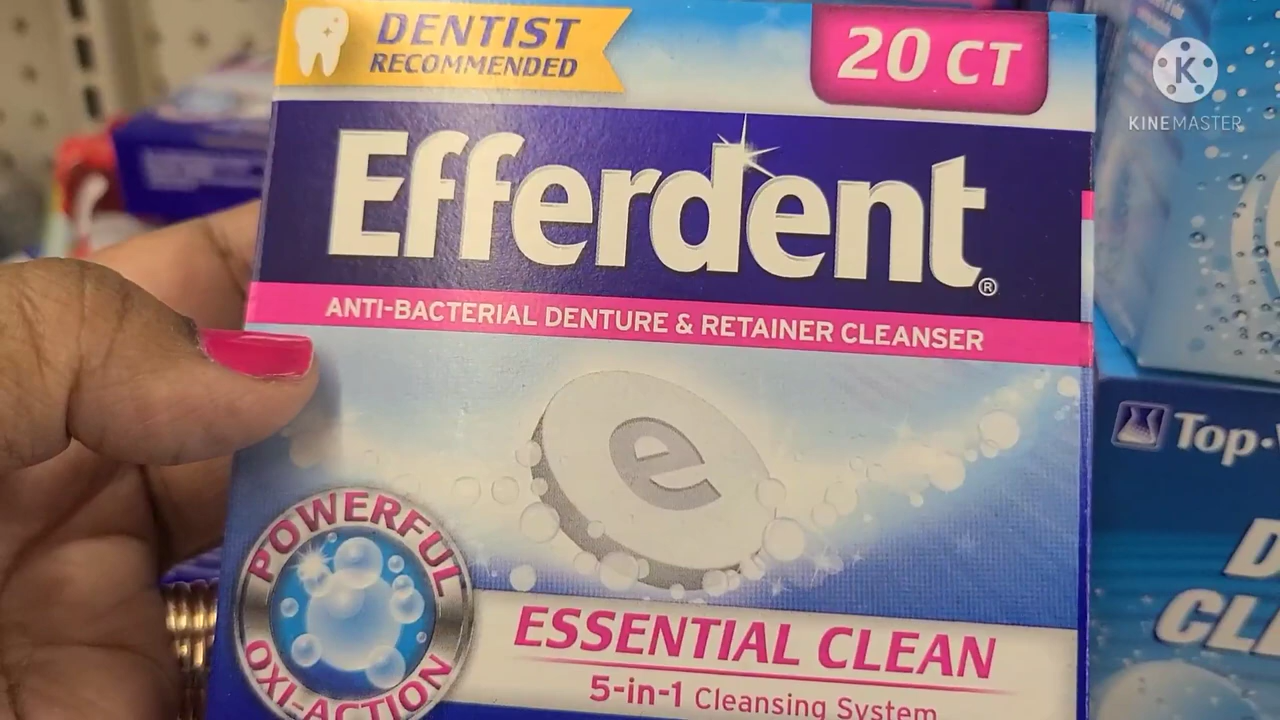 DENTIST
RECOMMENDED
20 CT
K
KINEMASTER
Efferdent®
ANTI-BACTERIAL DENTURE & RETAINER CLEANSER
e
Top-
POWERFUL
OXI-ACTION
ESSENTIAL CLEAN
5-in-1 Cleansing System